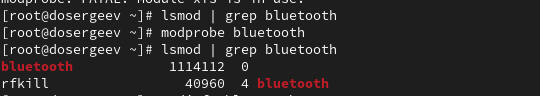 modprobe: FATAL: Module xfs is in use.
[root@dosergeev ~]# lsmod | grep bluetooth
[root@dosergeev ~]# modprobe bluetooth
[root@dosergeev ~]# lsmod | grep bluetooth
bluetooth 1114112 0
rfkill 40960 4 bluetooth